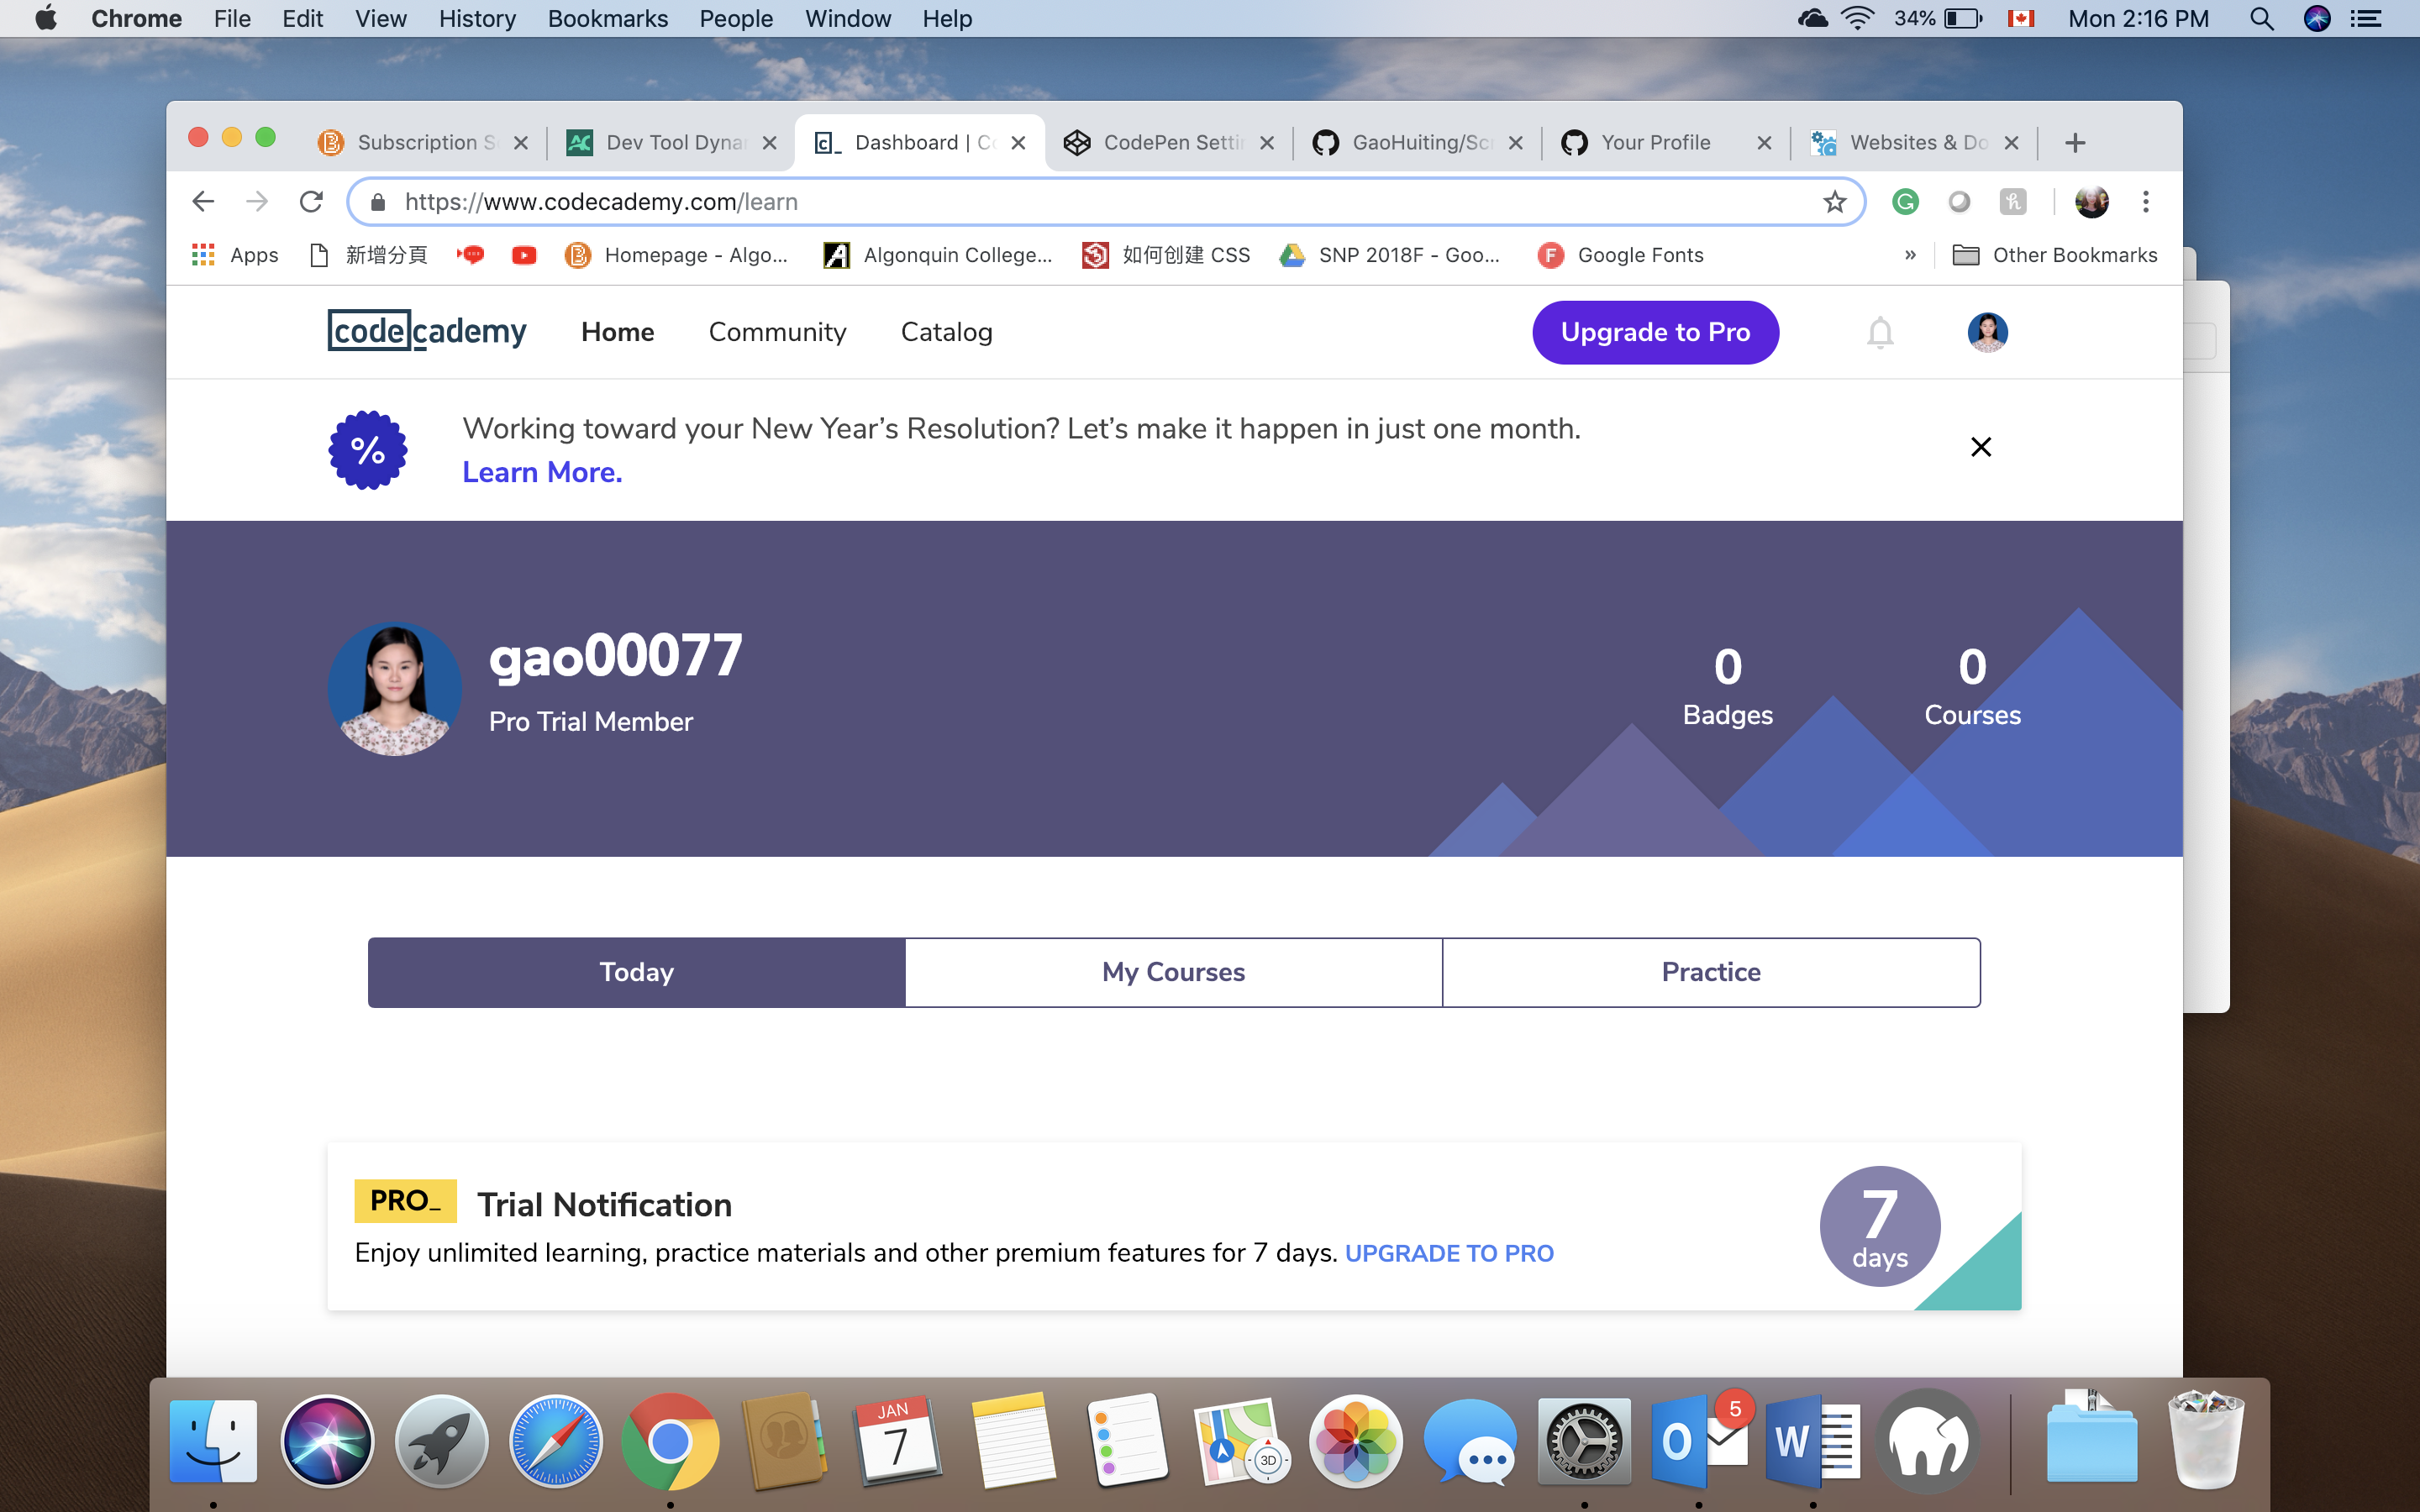 Chrome File Edit View History Bookmarks People Window Help 34% Mon 2:16 PM
Subscription S Dev Tool Dyna Dashboard | Co CodePen Settin GaoHuiting/Scr Your Profile Websites & Do
https://www.codecademy.com/learn
Apps 新增分頁 Homepage - Algo... Algonquin College... 如何创建 CSS SNP 2018F - Goo... Google Fonts » Other Bookmarks
codecademy Home Community Catalog Upgrade to Pro
% Working toward your New Year’s Resolution? Let’s make it happen in just one month.
Learn More.
gao00077
Pro Trial Member
0 0
Badges Courses
Today My Courses Practice
PRO_ Trial Notification
Enjoy unlimited learning, practice materials and other premium features for 7 days. UPGRADE TO PRO
7
days
JAN
7
3D
5